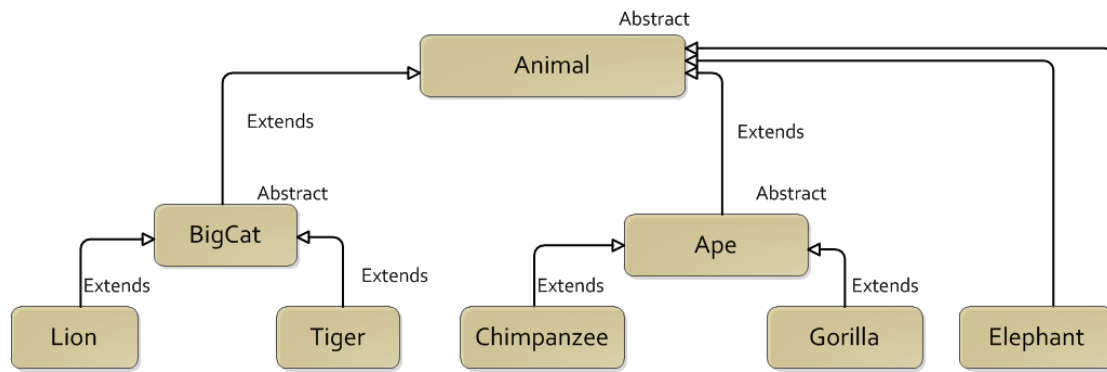 Abstract
Animal
Extends
Extends
Abstract
Abstract
BigCat
Ape
Extends
Extends
Extends
Extends
Lion
Tiger
Chimpanzee
Gorilla
Elephant